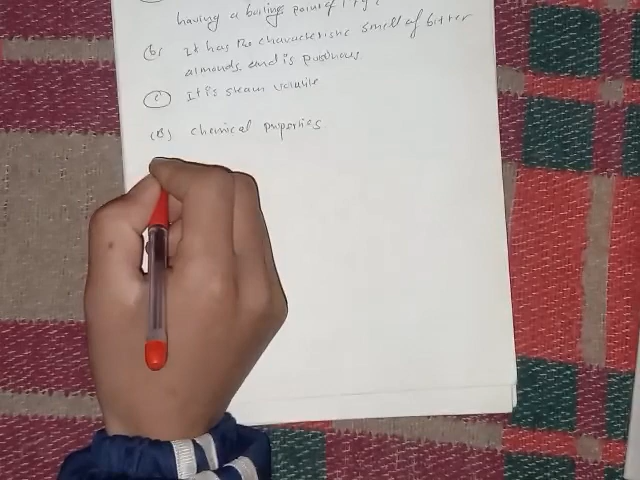 having a boiling point of
(b) It has the characteristic smell of bitter
almonds and is poisonous
(c) It is steam volatile
(B) chemical properties